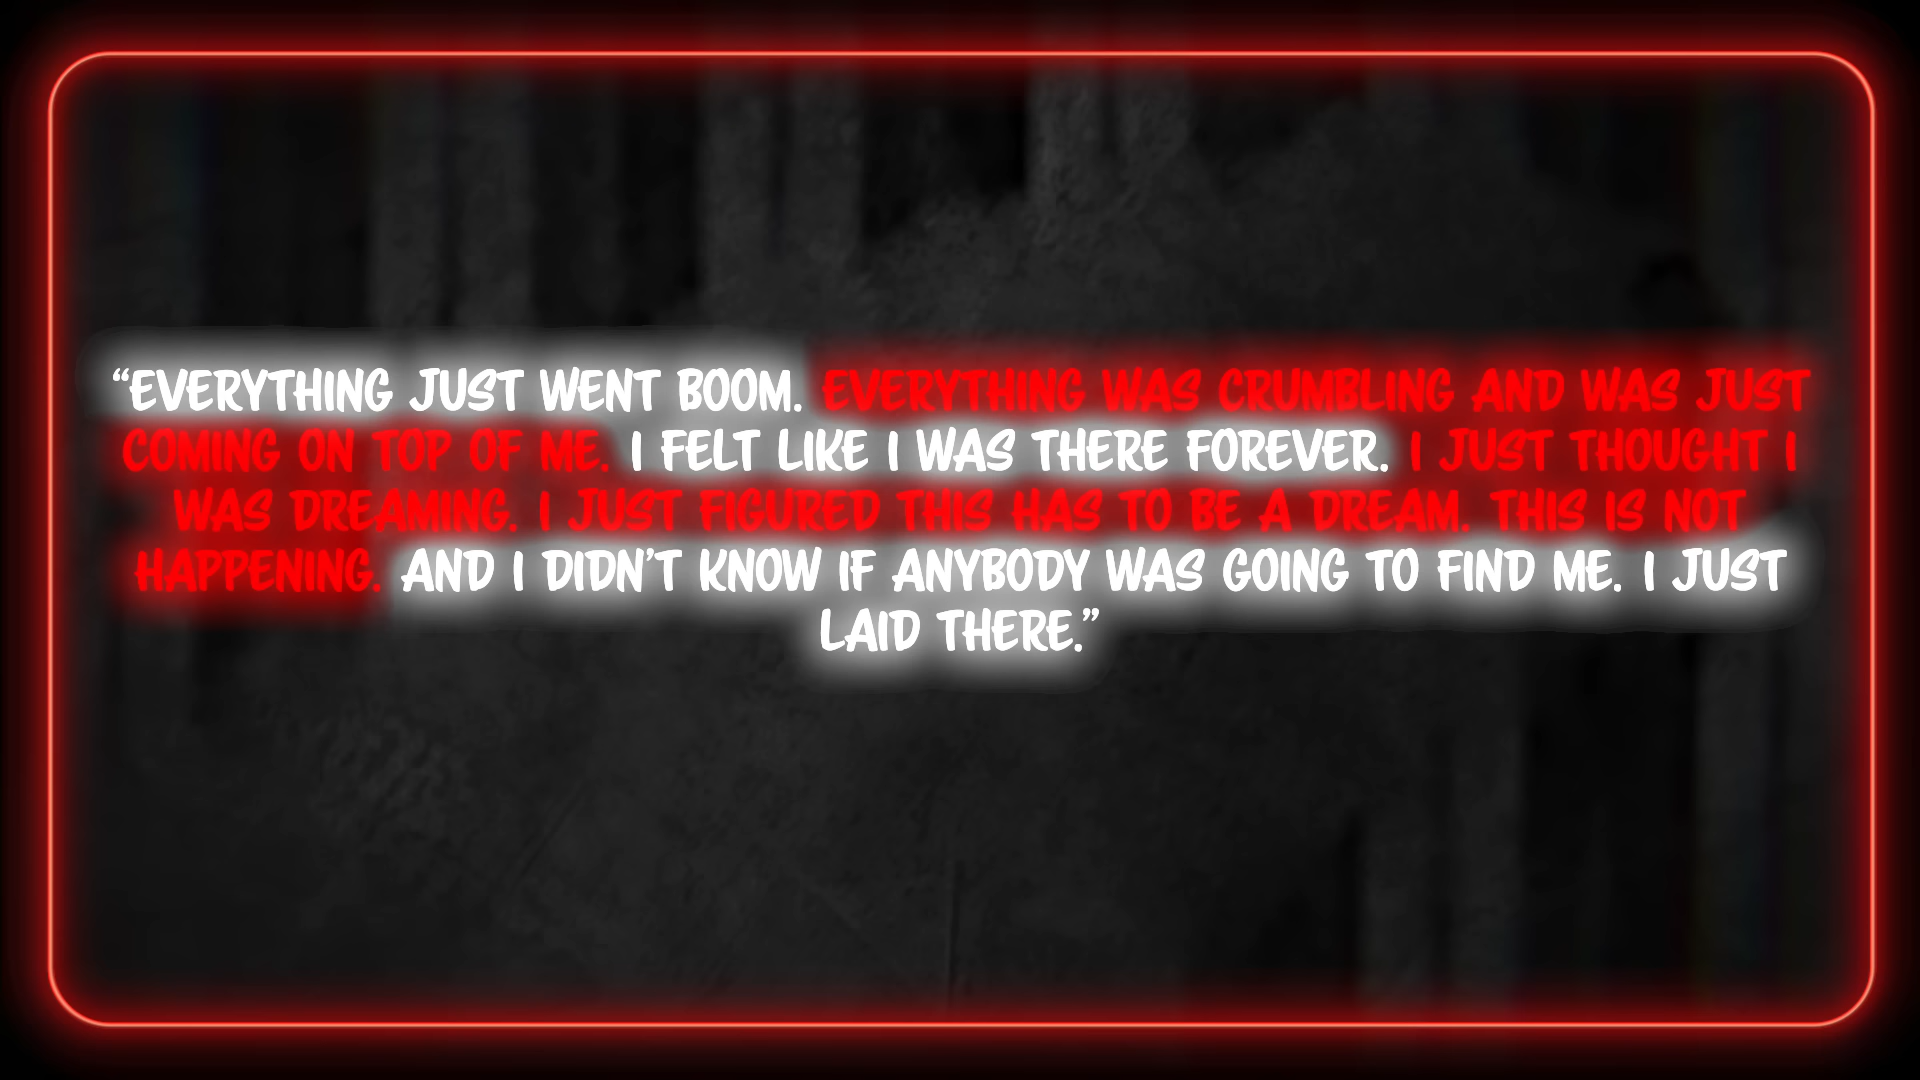 “EVERYTHING JUST WENT BOOM. EVERYTHING WAS CRUMBLING AND WAS JUST
COMING ON TOP OF ME. I FELT LIKE I WAS THERE FOREVER. I JUST THOUGHT I
WAS DREAMING. I JUST FIGURED THIS HAS TO BE A DREAM. THIS IS NOT
HAPPENING. AND I DIDN’T KNOW IF ANYBODY WAS GOING TO FIND ME. I JUST
LAID THERE.”